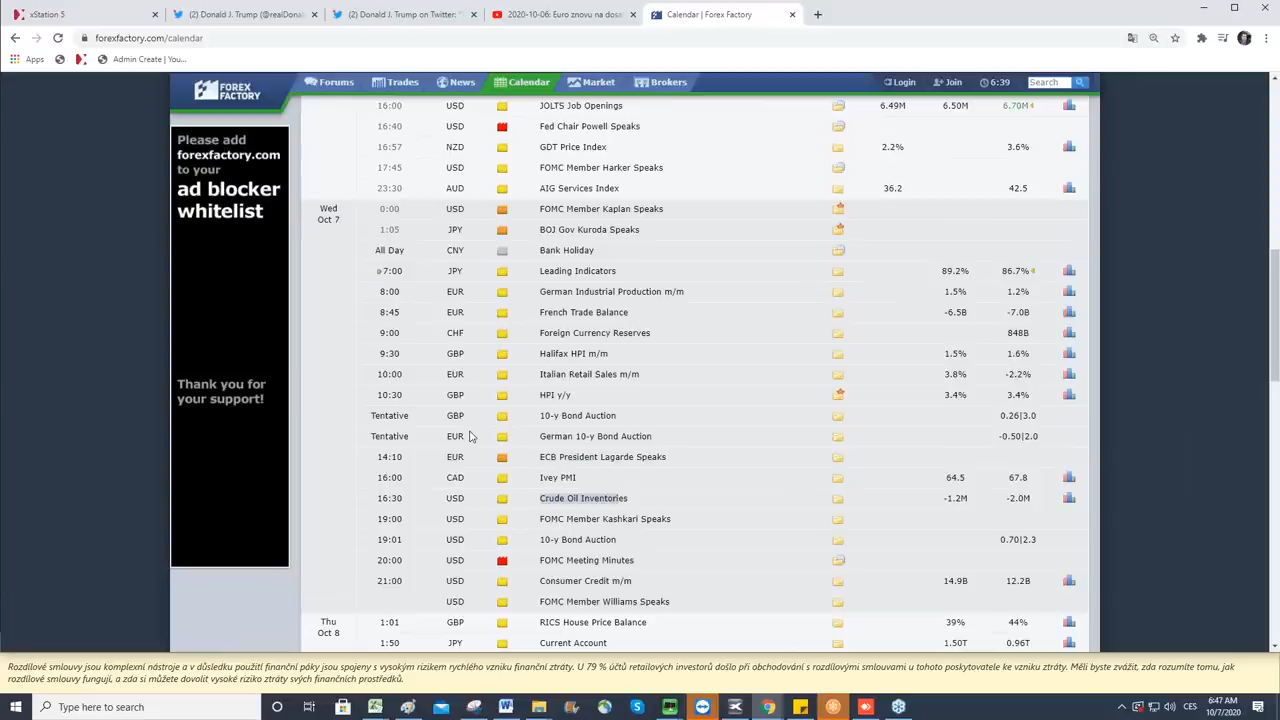 xStation 5
(2) Donald J. Trump (@realDona
(2) Donald J. Trump on Twitter: "
2020-10-06: Euro znovu na dosa
Calendar | Forex Factory
forexfactory.com/calendar
Apps
Admin Create | You...
FOREX FACTORY
Forums Trades News Calendar Market Brokers Login Join 6:39 Search
Please add
forexfactory.com
to your
ad blocker
whitelist
Thank you for
your support!
16:00 USD JOLTS Job Openings 6.49M 6.50M 6.70M
16:40 USD Fed Chair Powell Speaks
16:57 NZD GDT Price Index 2.2% 3.6%
17:45 USD FOMC Member Harker Speaks
23:30 AUD AIG Services Index 36.2 42.5
Wed Oct 7 0:00 USD FOMC Member Kaplan Speaks
1:05 JPY BOJ Gov Kuroda Speaks
All Day CNY Bank Holiday
7:00 JPY Leading Indicators 89.2% 86.7%
8:00 EUR German Industrial Production m/m 1.5% 1.2%
8:45 EUR French Trade Balance -6.5B -7.0B
9:00 CHF Foreign Currency Reserves 848B
9:30 GBP Halifax HPI m/m 1.5% 1.6%
10:00 EUR Italian Retail Sales m/m 3.8% -2.2%
10:30 GBP HPI y/y 3.4% 3.4%
Tentative GBP 10-y Bond Auction 0.26|3.0
Tentative EUR German 10-y Bond Auction -0.50|2.0
14:10 EUR ECB President Lagarde Speaks
16:00 CAD Ivey PMI 64.5 67.8
16:30 USD Crude Oil Inventories -1.2M -2.0M
19:00 USD FOMC Member Kashkari Speaks
19:01 USD 10-y Bond Auction 0.70|2.3
20:00 USD FOMC Meeting Minutes
21:00 USD Consumer Credit m/m 14.9B 12.2B
USD FOMC Member Williams Speaks
Thu Oct 8 1:01 GBP RICS House Price Balance 39% 44%
1:50 JPY Current Account 1.50T 0.96T
Rozdílové smlouvy jsou komplexní nástroje a v důsledku použití finanční páky jsou spojeny s vysokým rizikem rychlého vzniku finanční ztráty. U 79 % účtů retailových investorů došlo při obchodování s rozdílovými smlouvami u tohoto poskytovatele ke vzniku ztráty. Měli byste zvážit, zda rozumíte tomu, jak
rozdílové smlouvy fungují, a zda si můžete dovolit vysoké riziko ztráty svých finančních prostředků.
Type here to search
CES
6:47 AM
10/7/2020